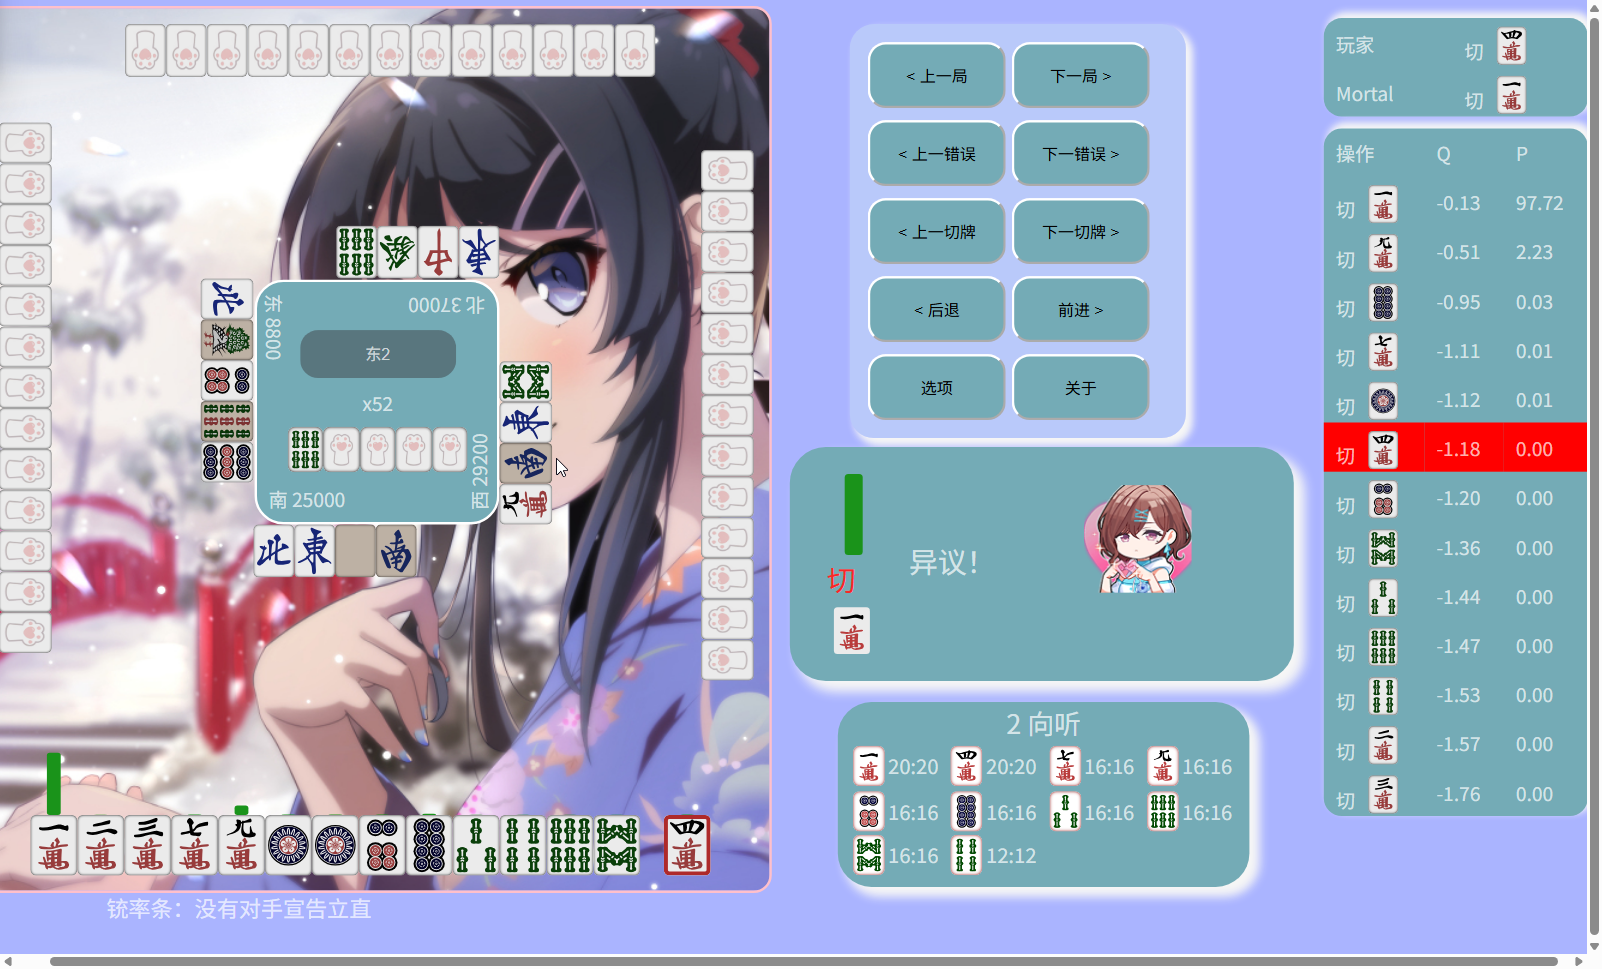 北 37000
东 8800
东2
x52
西 29200
南 25000
铳率条：没有对手宣告立直
< 上一局
下一局 >
< 上一错误
下一错误 >
< 上一切牌
下一切牌 >
< 后退
前进 >
选项
关于
切
异议！
2 向听
20:20 20:20 16:16 16:16
16:16 16:16 16:16 16:16
16:16 12:12
玩家 切
Mortal 切
操作 Q P
切 -0.13 97.72
切 -0.51 2.23
切 -0.95 0.03
切 -1.11 0.01
切 -1.12 0.01
切 -1.18 0.00
切 -1.20 0.00
切 -1.36 0.00
切 -1.44 0.00
切 -1.47 0.00
切 -1.53 0.00
切 -1.57 0.00
切 -1.76 0.00